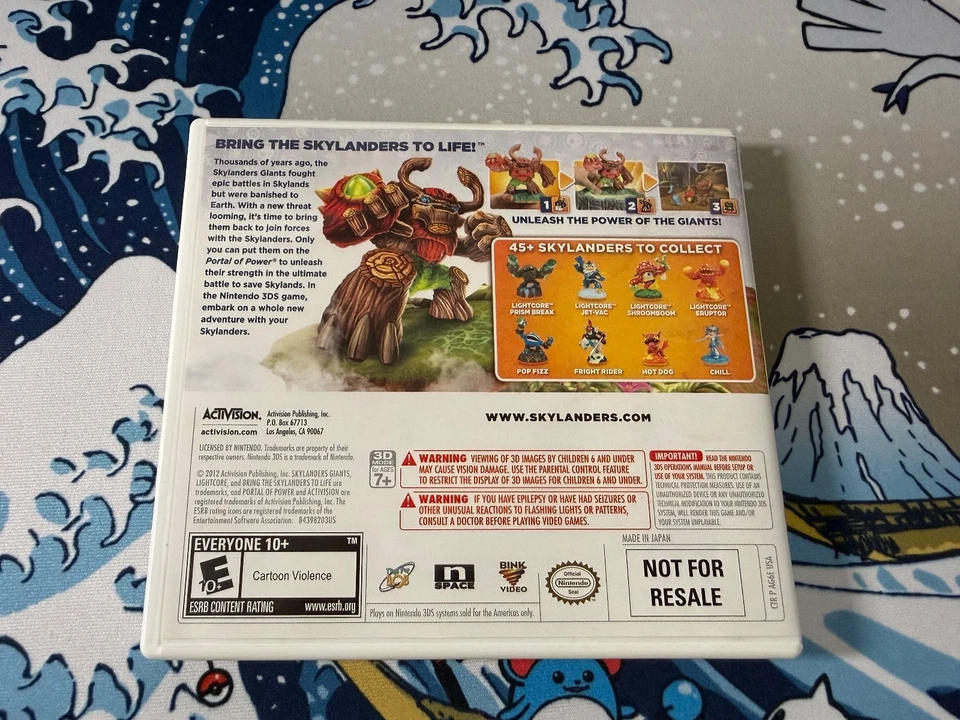 BRING THE SKYLANDERS TO LIFE!™
Thousands of years ago, the
Skylanders Giants fought
epic battles in Skylands
but were banished to
Earth. With a new threat
looming, it's time to bring
them back to join forces
with the Skylanders. Only
you can put them on the
Portal of Power® to unleash
their strength in the ultimate
battle to save Skylands. In
the Nintendo 3DS game,
embark on a whole new
adventure with your
Skylanders.
1
2
3
UNLEASH THE POWER OF THE GIANTS!
45+ SKYLANDERS TO COLLECT
LIGHTCORE™
PRISM BREAK
LIGHTCORE™
JET-VAC
LIGHTCORE™
SHROOMBOOM
LIGHTCORE™
ERUPTOR
POP FIZZ
FRIGHT RIDER
HOT DOG
CHILL
ACTIVISION.
activision.com
Activision Publishing, Inc.
P.O. Box 67713
Los Angeles, CA 90067
WWW.SKYLANDERS.COM
LICENSED BY NINTENDO. Trademarks are property of their
respective owners. Nintendo 3DS is a trademark of Nintendo.
© 2012 Activision Publishing, Inc. SKYLANDERS GIANTS,
LIGHTCORE, and BRING THE SKYLANDERS TO LIFE are
trademarks, and PORTAL OF POWER and ACTIVISION are
registered trademarks of Activision Publishing, Inc. The
ESRB rating icons are registered trademarks of the
Entertainment Software Association. 84398203US
3D
MODE
for AGES
7+
WARNING VIEWING OF 3D IMAGES BY CHILDREN 6 AND UNDER
MAY CAUSE VISION DAMAGE. USE THE PARENTAL CONTROL FEATURE
TO RESTRICT THE DISPLAY OF 3D IMAGES FOR CHILDREN 6 AND UNDER.
WARNING IF YOU HAVE EPILEPSY OR HAVE HAD SEIZURES OR
OTHER UNUSUAL REACTIONS TO FLASHING LIGHTS OR PATTERNS,
CONSULT A DOCTOR BEFORE PLAYING VIDEO GAMES.
IMPORTANT! READ THE NINTENDO
3DS OPERATIONS MANUAL BEFORE SETUP OR
USE OF YOUR SYSTEM. THIS PRODUCT CONTAINS
TECHNICAL PROTECTION MEASURES. USE OF AN
UNAUTHORIZED DEVICE OR ANY UNAUTHORIZED
TECHNICAL MODIFICATION TO YOUR NINTENDO 3DS
SYSTEM, WILL RENDER THIS GAME AND/OR
YOUR SYSTEM UNPLAYABLE.
MADE IN JAPAN
EVERYONE 10+ ™
E
10+
Cartoon Violence
ESRB CONTENT RATING www.esrb.org
TOYS
BOB
n
SPACE
BINK
VIDEO
Official
Nintendo
Seal
Plays on Nintendo 3DS systems sold for the Americas only.
NOT FOR
RESALE
CTR P AG6E USA